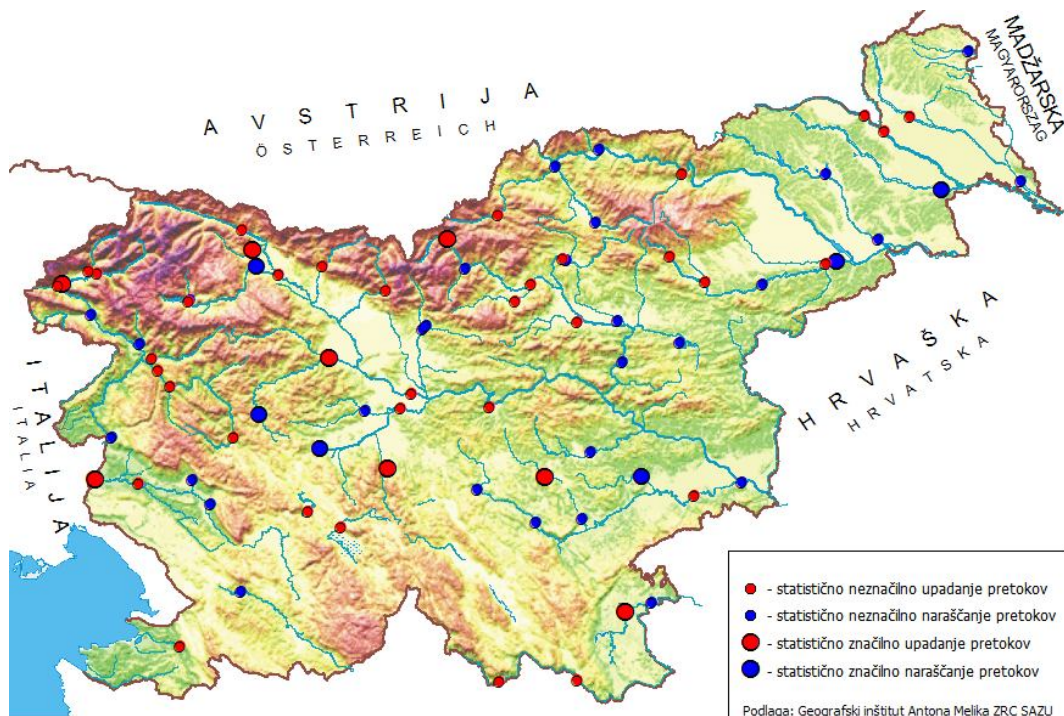 AVSTRIJA
ÖSTERREICH
MADŽARSKA
MAGYARORSZAG
ITALIJA
ITALIA
HRVAŠKA
HRVATSKA
- statistično neznačilno upadanje pretokov
- statistično neznačilno naraščanje pretokov
- statistično značilno upadanje pretokov
- statistično značilno naraščanje pretokov
Podlaga: Geografski inštitut Antona Melika ZRC SAZU